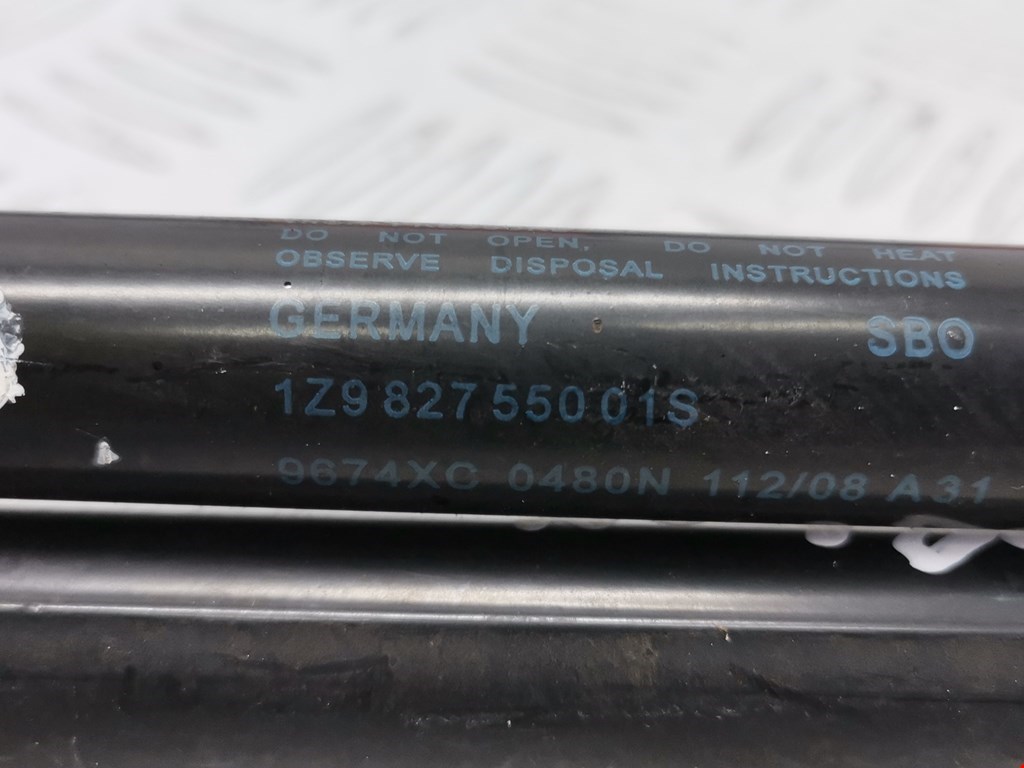 DO NOT OPEN, DO NOT HEAT
OBSERVE DISPOSAL INSTRUCTIONS
GERMANY SBO
1Z9 827 550 01S
9674XC 0480N 112/08 A31